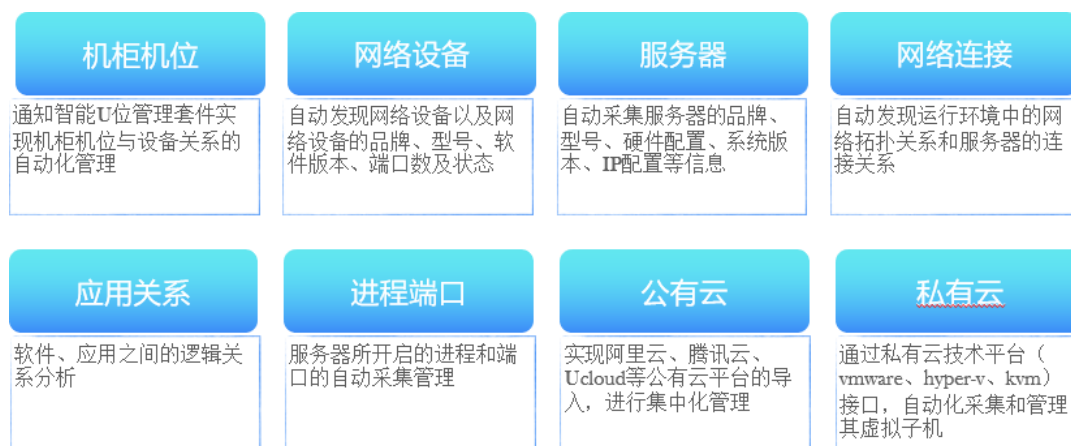 机柜机位
通知智能U位管理套件实
现机柜机位与设备关系的
自动化管理
网络设备
自动发现网络设备以及网
络设备的品牌、型号、软
件版本、端口数及状态
服务器
自动采集服务器的品牌、
型号、硬件配置、系统版
本、IP配置等信息
网络连接
自动发现运行环境中的网
络拓扑关系和服务器的连
接关系
应用关系
软件、应用之间的逻辑关
系分析
进程端口
服务器所开启的进程和端
口的自动采集管理
公有云
实现阿里云、腾讯云、
Ucloud等公有云平台的导
入，进行集中化管理
私有云
通过私有云技术平台（
vmware、hyper-v、kvm）
接口，自动化采集和管理
其虚拟子机